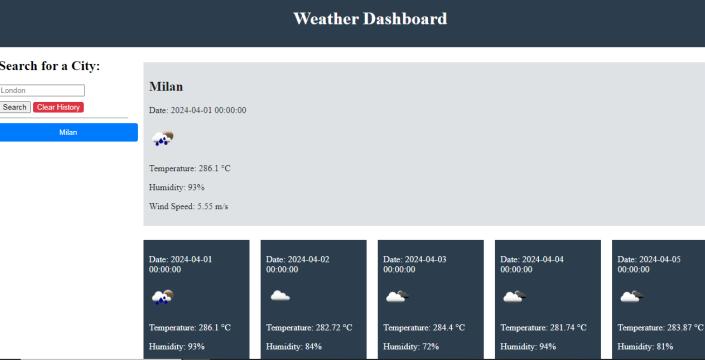 Weather Dashboard
Search for a City:
London
Search Clear History
Milan
Milan
Date: 2024-04-01 00:00:00
Temperature: 286.1 °C
Humidity: 93%
Wind Speed: 5.55 m/s
Date: 2024-04-01
00:00:00
Temperature: 286.1 °C
Humidity: 93%
Date: 2024-04-02
00:00:00
Temperature: 282.72 °C
Humidity: 84%
Date: 2024-04-03
00:00:00
Temperature: 284.4 °C
Humidity: 72%
Date: 2024-04-04
00:00:00
Temperature: 281.74 °C
Humidity: 94%
Date: 2024-04-05
00:00:00
Temperature: 283.87 °C
Humidity: 81%